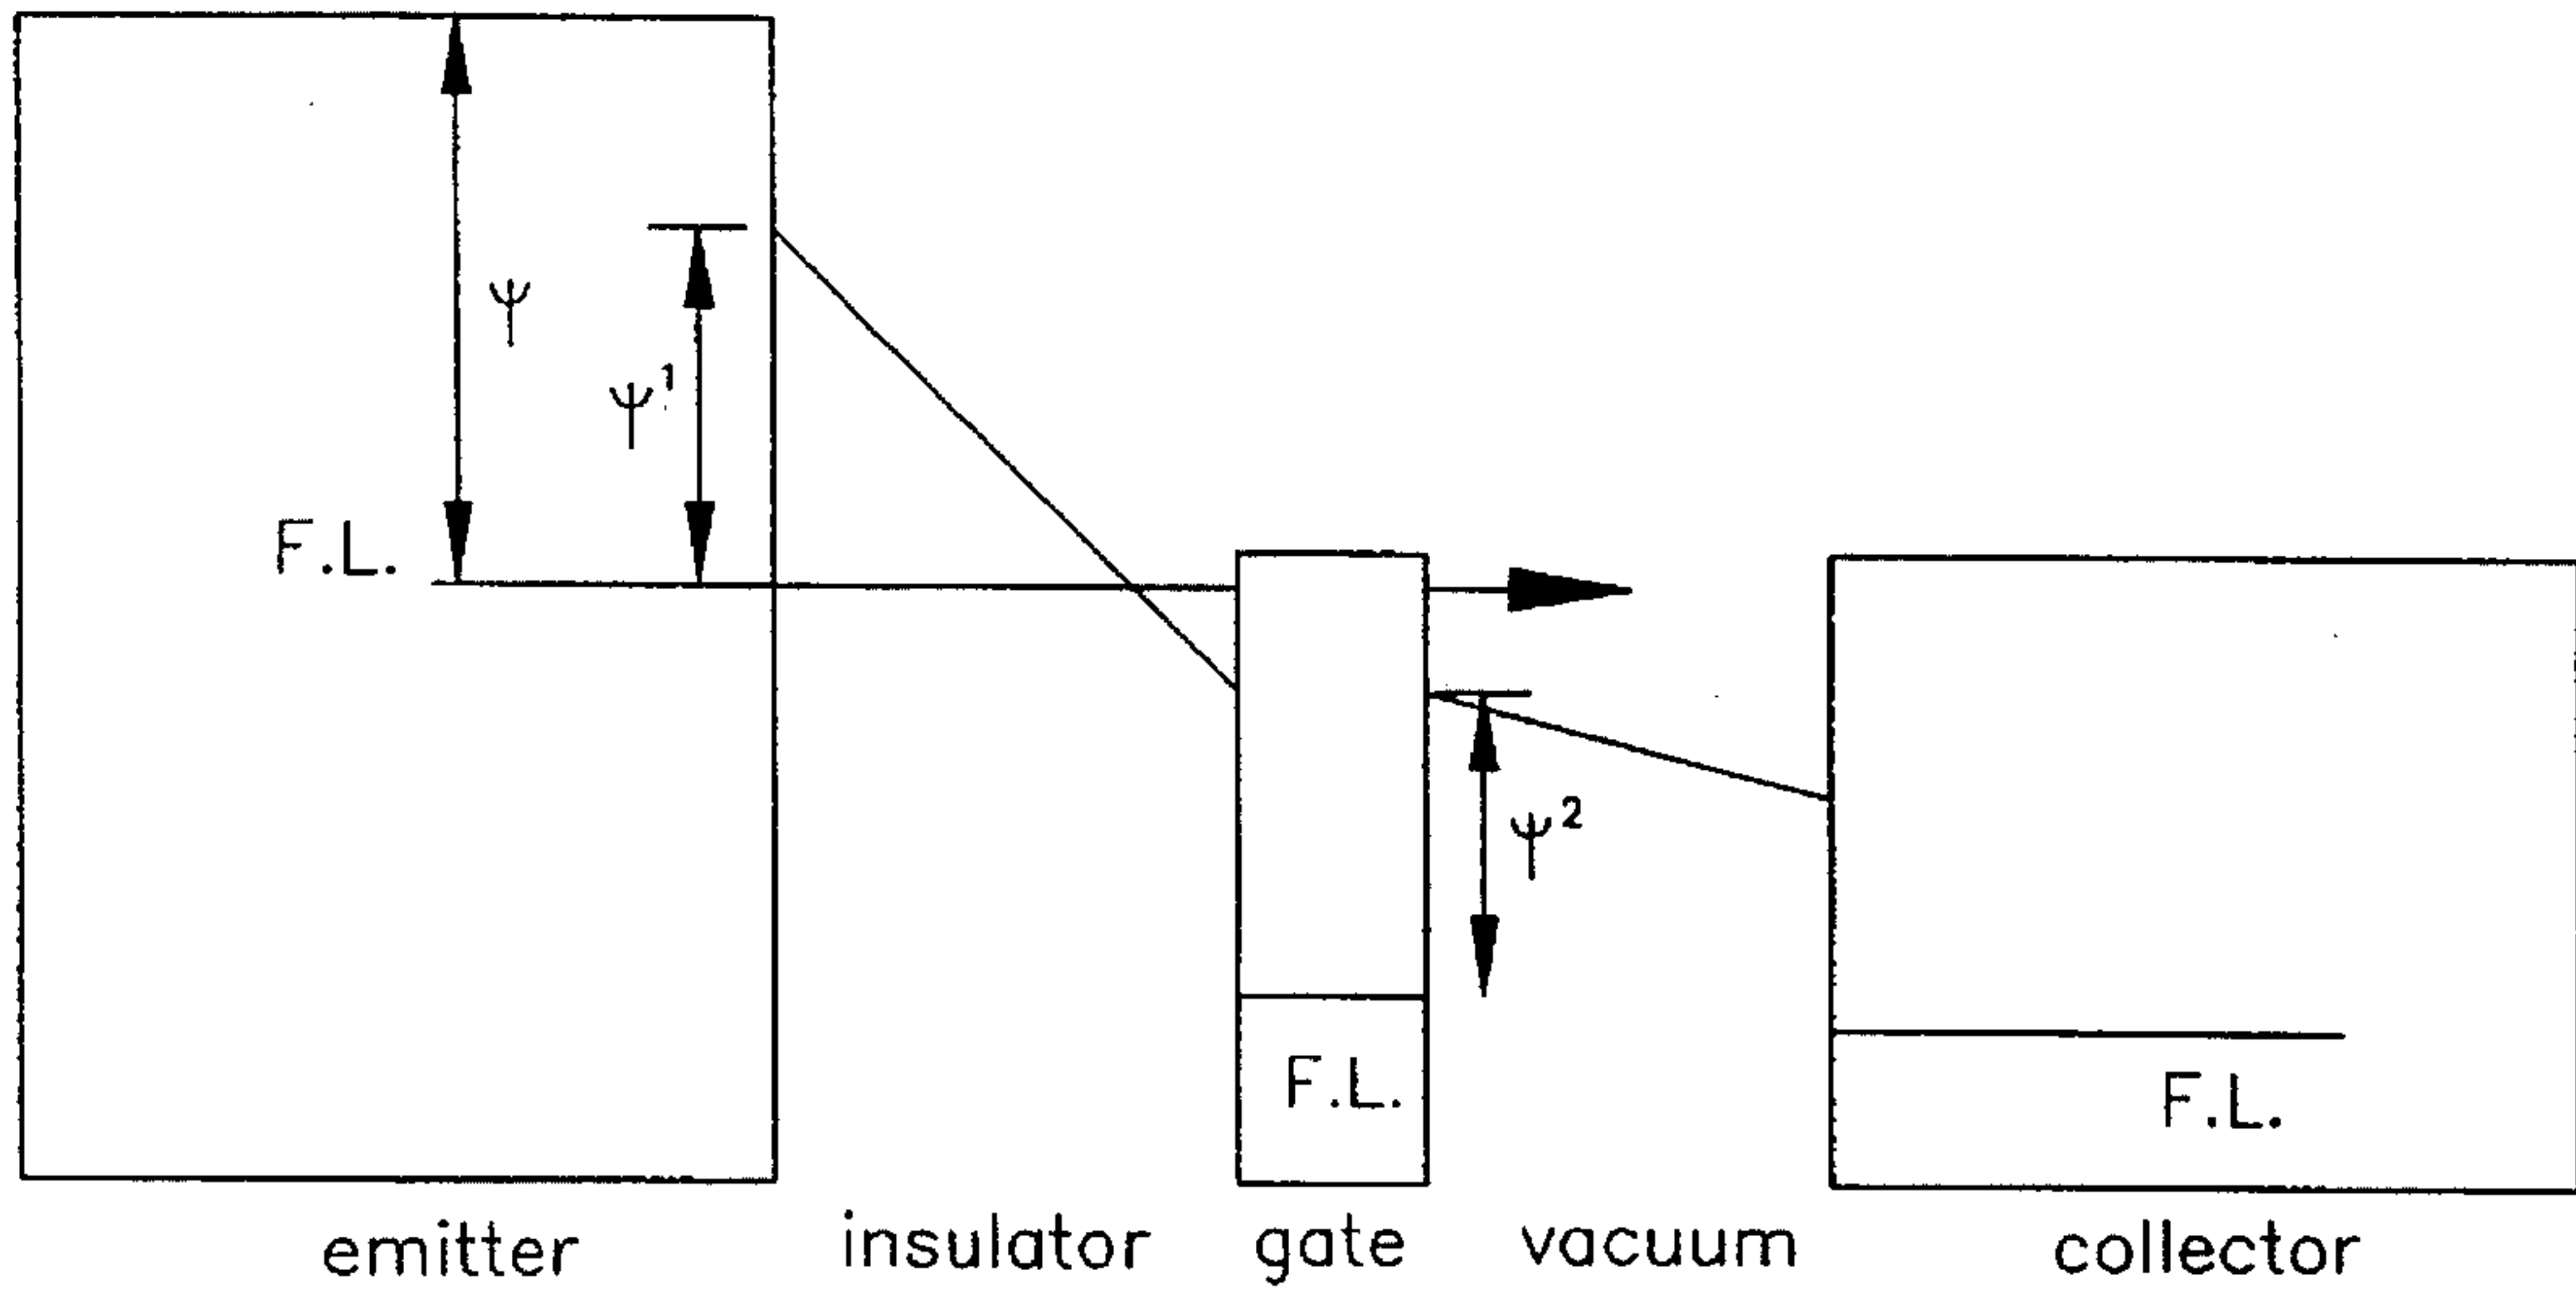 ψ
ψ¹
F.L.
ψ²
F.L.
F.L.
emitter insulator gate vacuum collector